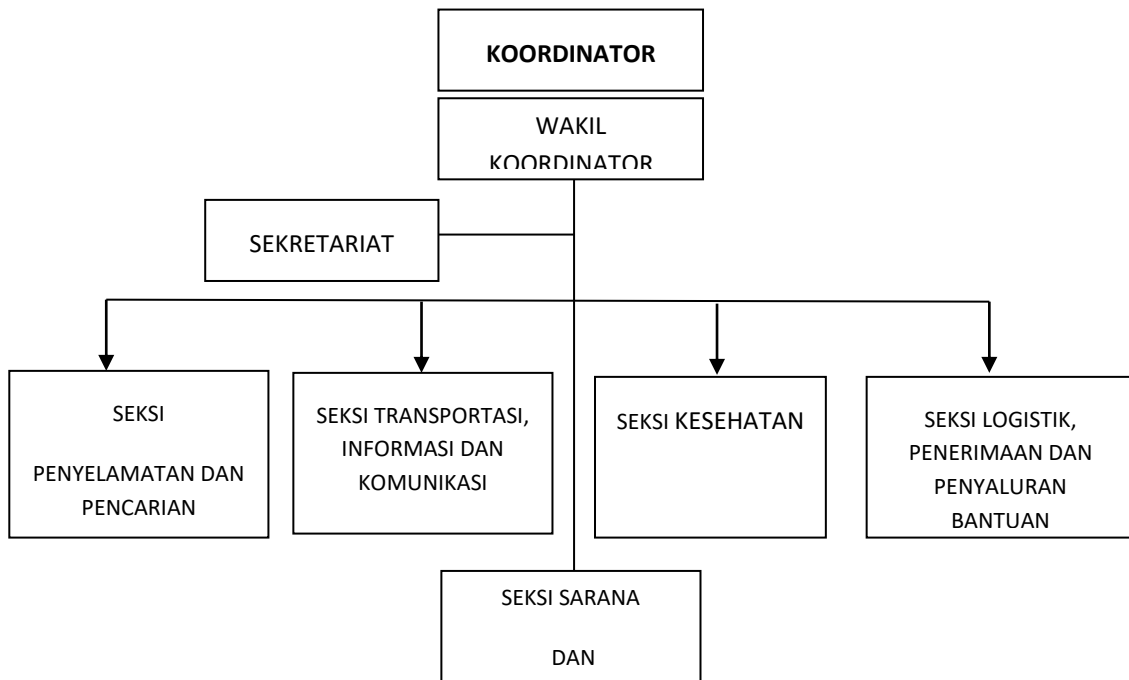 KOORDINATOR
WAKIL
KOORDINATOR
SEKRETARIAT
SEKSI
PENYELAMATAN DAN
PENCARIAN
SEKSI TRANSPORTASI,
INFORMASI DAN
KOMUNIKASI
SEKSI KESEHATAN
SEKSI LOGISTIK,
PENERIMAAN DAN
PENYALURAN
BANTUAN
SEKSI SARANA
DAN